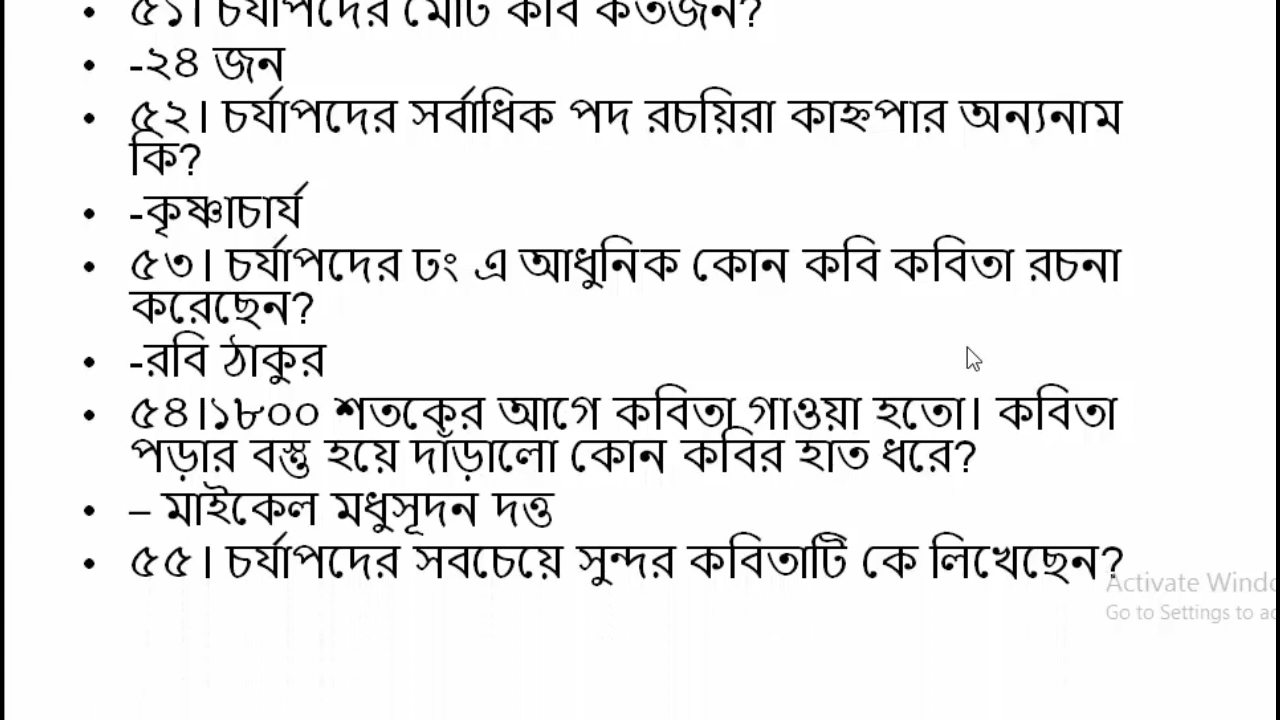 ৫১। চর্যাপদের মোট কবি কতজন?
-২৪ জন
৫২। চর্যাপদের সর্বাধিক পদ রচয়িরা কাহ্নপার অন্যনাম
কি?
-কৃষ্ণাচার্য
৫৩। চর্যাপদের ঢং এ আধুনিক কোন কবি কবিতা রচনা
করেছেন?
-রবি ঠাকুর
৫৪।১৮০০ শতকের আগে কবিতা গাওয়া হতো। কবিতা
পড়ার বস্তু হয়ে দাঁড়ালো কোন কবির হাত ধরে?
– মাইকেল মধুসূদন দত্ত
৫৫। চর্যাপদের সবচেয়ে সুন্দর কবিতাটি কে লিখেছেন?
Activate Windo
Go to Settings to ac